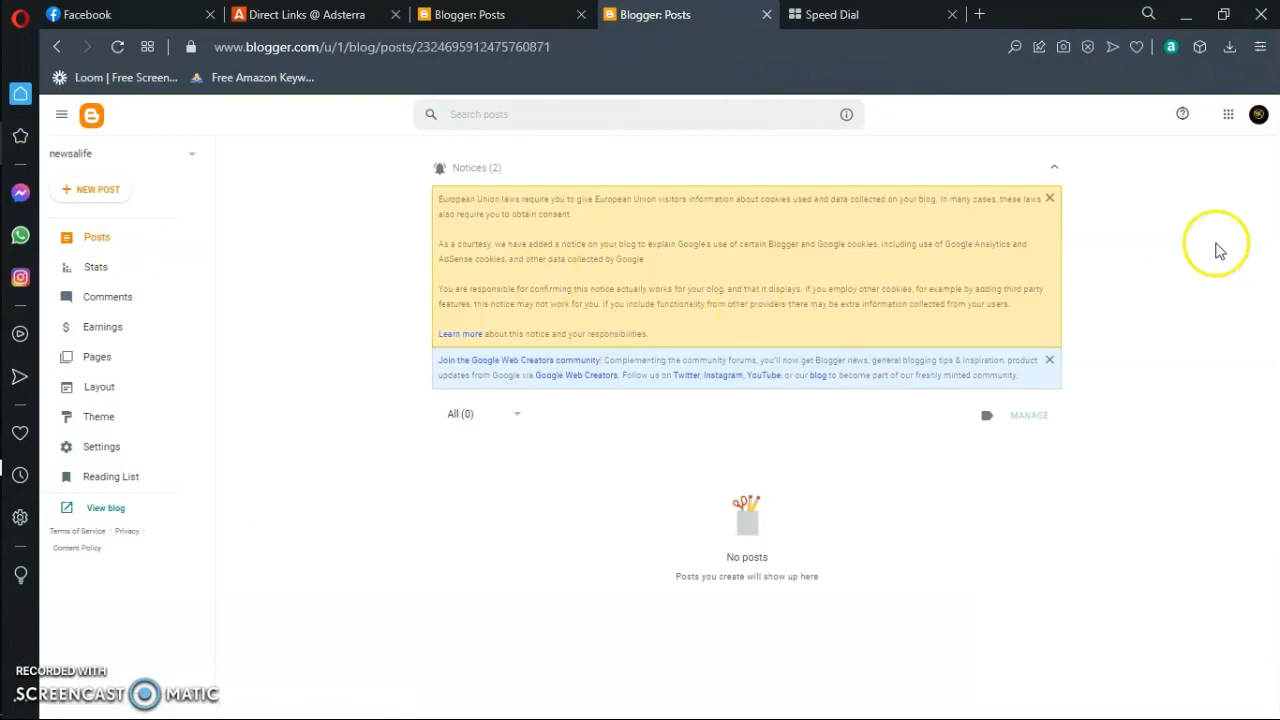 Facebook
Direct Links @ Adsterra
Blogger: Posts
Blogger: Posts
Speed Dial
www.blogger.com/u/1/blog/posts/2324695912475760871
Loom | Free Screen...
Free Amazon Keyw...
Search posts
newsalife
NEW POST
Posts
Stats
Comments
Earnings
Pages
Layout
Theme
Settings
Reading List
View blog
Terms of Service · Privacy ·
Content Policy
Notices (2)
European Union laws require you to give European Union visitors information about cookies used and data collected on your blog. In many cases, these laws
also require you to obtain consent.
As a courtesy, we have added a notice on your blog to explain Google's use of certain Blogger and Google cookies, including use of Google Analytics and
AdSense cookies, and other data collected by Google.
You are responsible for confirming this notice actually works for your blog, and that it displays. If you employ other cookies, for example by adding third party
features, this notice may not work for you. If you include functionality from other providers there may be extra information collected from your users.
Learn more about this notice and your responsibilities.
Join the Google Web Creators community! Complementing the community forums, you'll now get Blogger news, general blogging tips & inspiration, product
updates from Google via Google Web Creators. Follow us on Twitter, Instagram, YouTube, or our blog to become part of our freshly minted community.
All (0)
MANAGE
No posts
Posts you create will show up here
RECORDED WITH
SCREENCAST MATIC